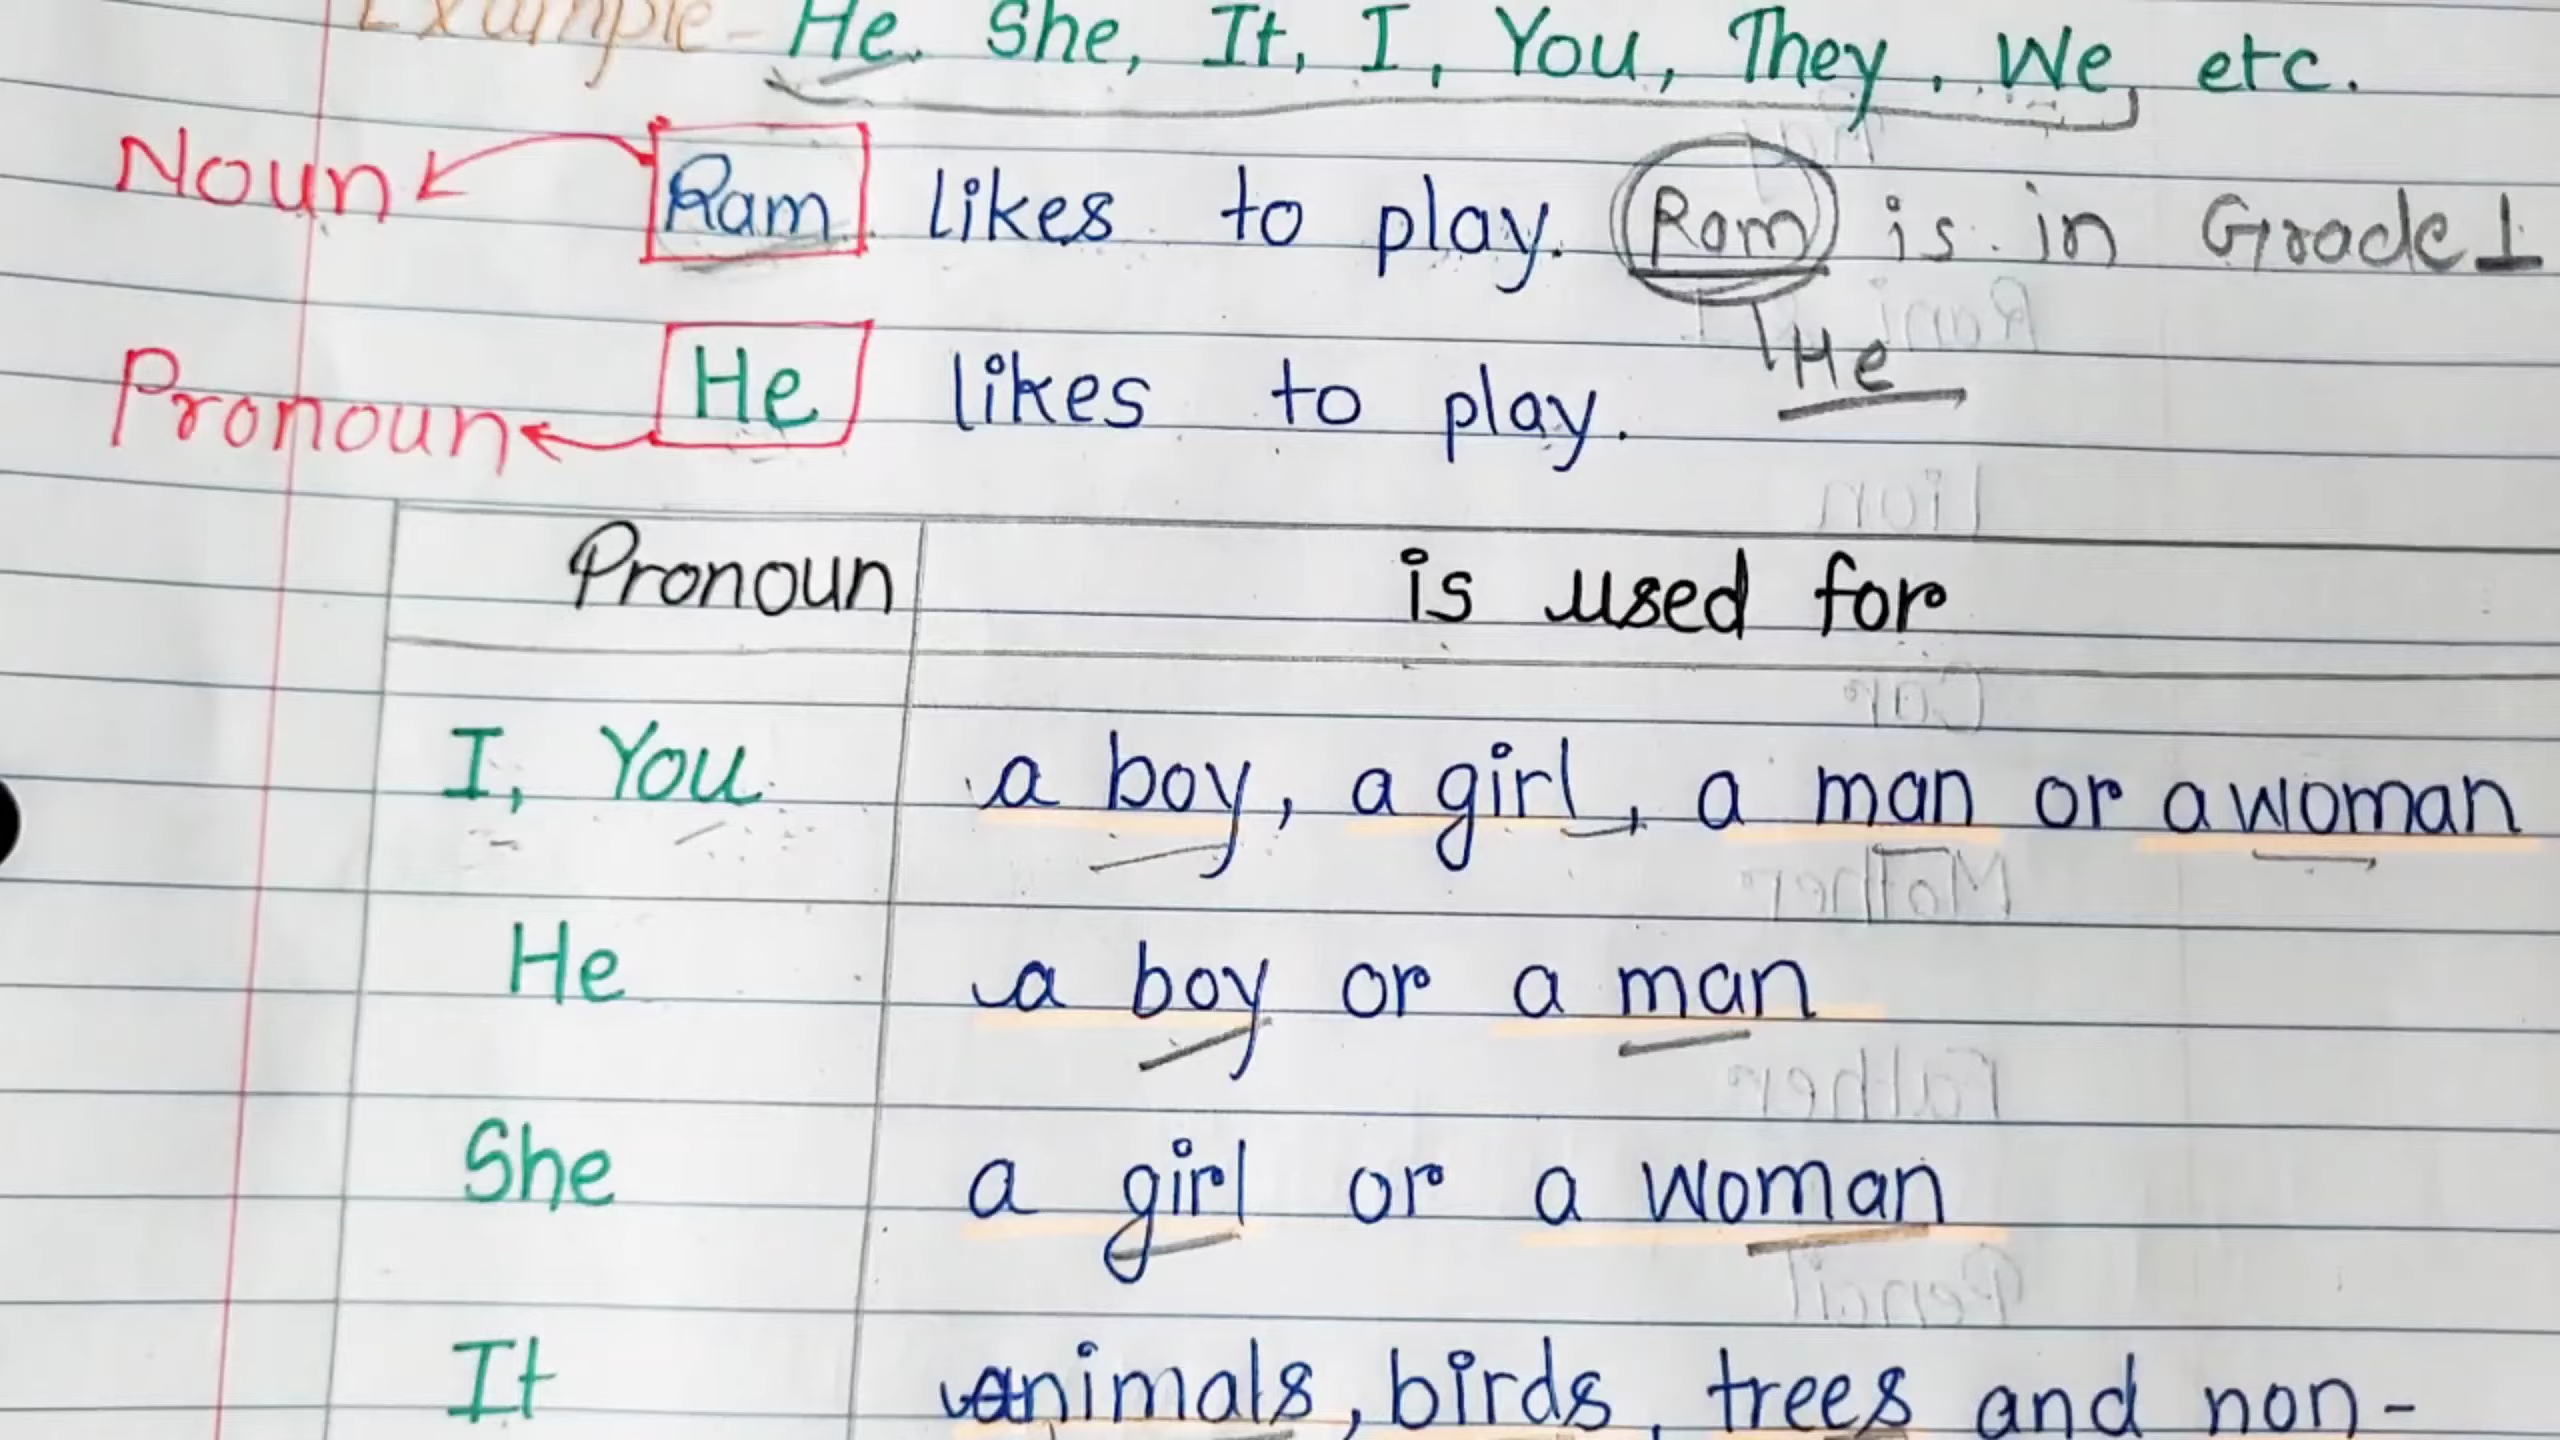 Example - He, She, It, I, You, They, We, etc.
Noun Ram likes to play. Ram is in Grade 1
He
Pronoun He likes to play.
Pronoun is used for
I, You a boy, a girl, a man or a woman
He a boy or a man
She a girl or a woman
It animals, birds, trees and non-